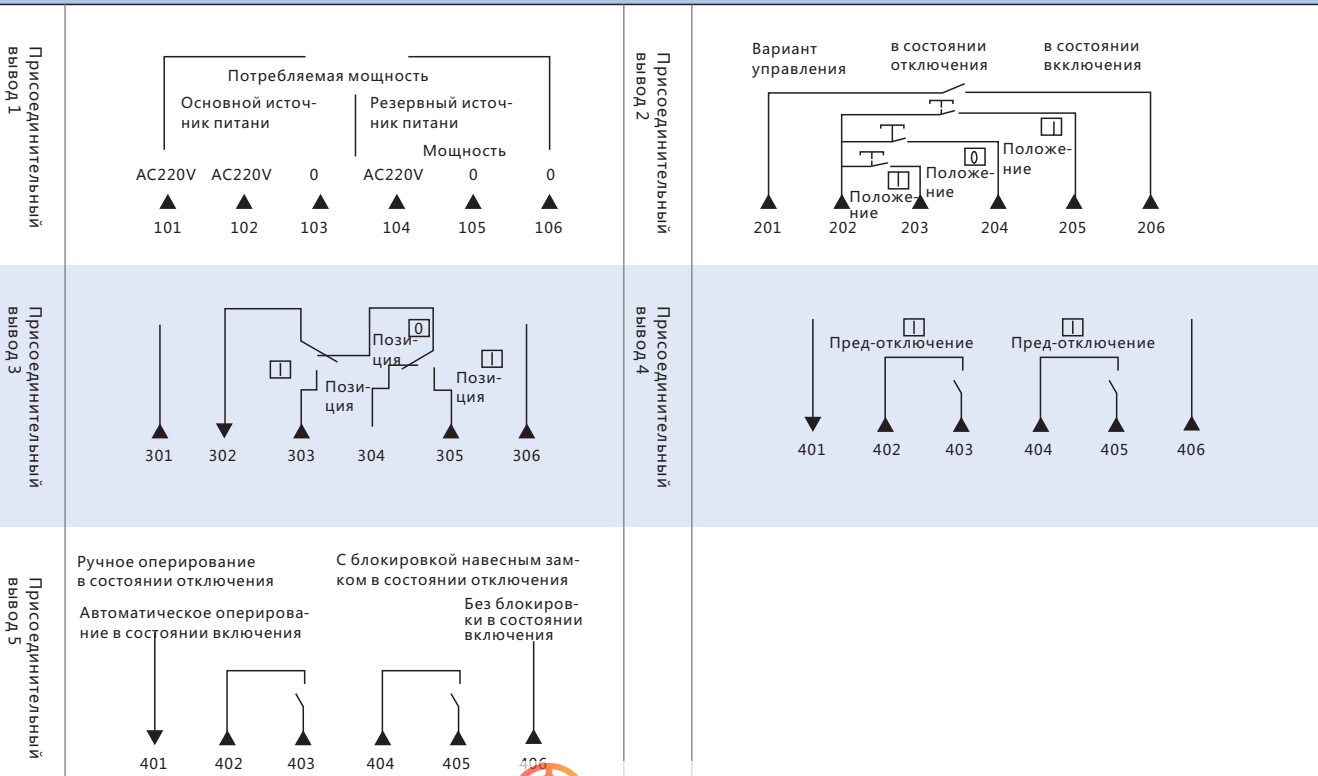 Присоединительный
вывод 1
Потребляемая мощность
Основной источ-
ник питани
Резервный источ-
ник питани
Мощность
AC220V AC220V 0 AC220V 0 0
101 102 103 104 105 106
Присоединительный
вывод 2
Вариант
управления
в состоянии
отключения
в состоянии
вкключения
I
0
Положе-
ние
Положе-
ние
I
Положе-
ние
201 202 203 204 205 206
Присоединительный
вывод 3
0
Пози-
ция
I
Пози-
ция
I
Пози-
ция
301 302 303 304 305 306
Присоединительный
вывод 4
I I
Пред-отключение Пред-отключение
401 402 403 404 405 406
Присоединительный
вывод 5
Ручное оперирование
в состоянии отключения
Автоматическое оперирова-
ние в состоянии включения
С блокировкой навесным зам-
ком в состоянии отключения
Без блокиров-
ки в состоянии
включения
401 402 403 404 405 406